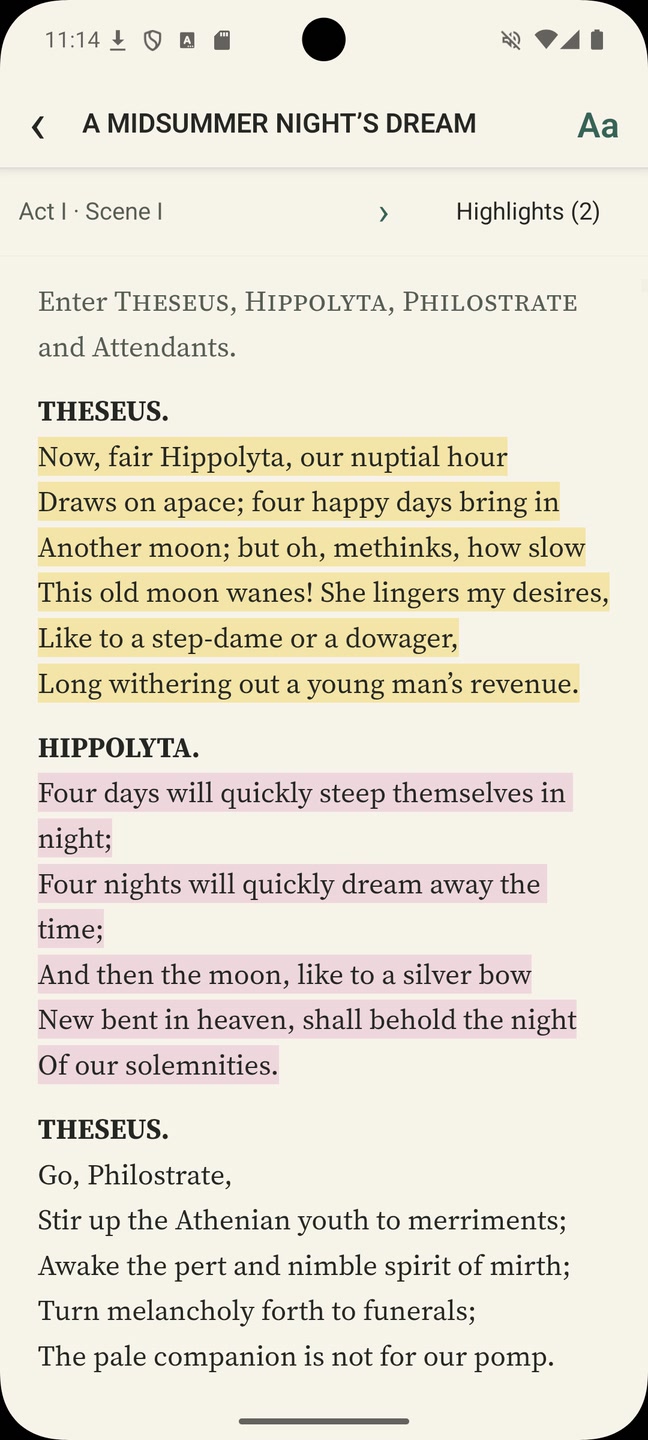 11:14
A MIDSUMMER NIGHT’S DREAM
Aa
Act I · Scene I
Highlights (2)
Enter THESEUS, HIPPOLYTA, PHILOSTRATE
and Attendants.
THESEUS.
Now, fair Hippolyta, our nuptial hour
Draws on apace; four happy days bring in
Another moon; but oh, methinks, how slow
This old moon wanes! She lingers my desires,
Like to a step-dame or a dowager,
Long withering out a young man’s revenue.
HIPPOLYTA.
Four days will quickly steep themselves in
night;
Four nights will quickly dream away the
time;
And then the moon, like to a silver bow
New bent in heaven, shall behold the night
Of our solemnities.
THESEUS.
Go, Philostrate,
Stir up the Athenian youth to merriments;
Awake the pert and nimble spirit of mirth;
Turn melancholy forth to funerals;
The pale companion is not for our pomp.